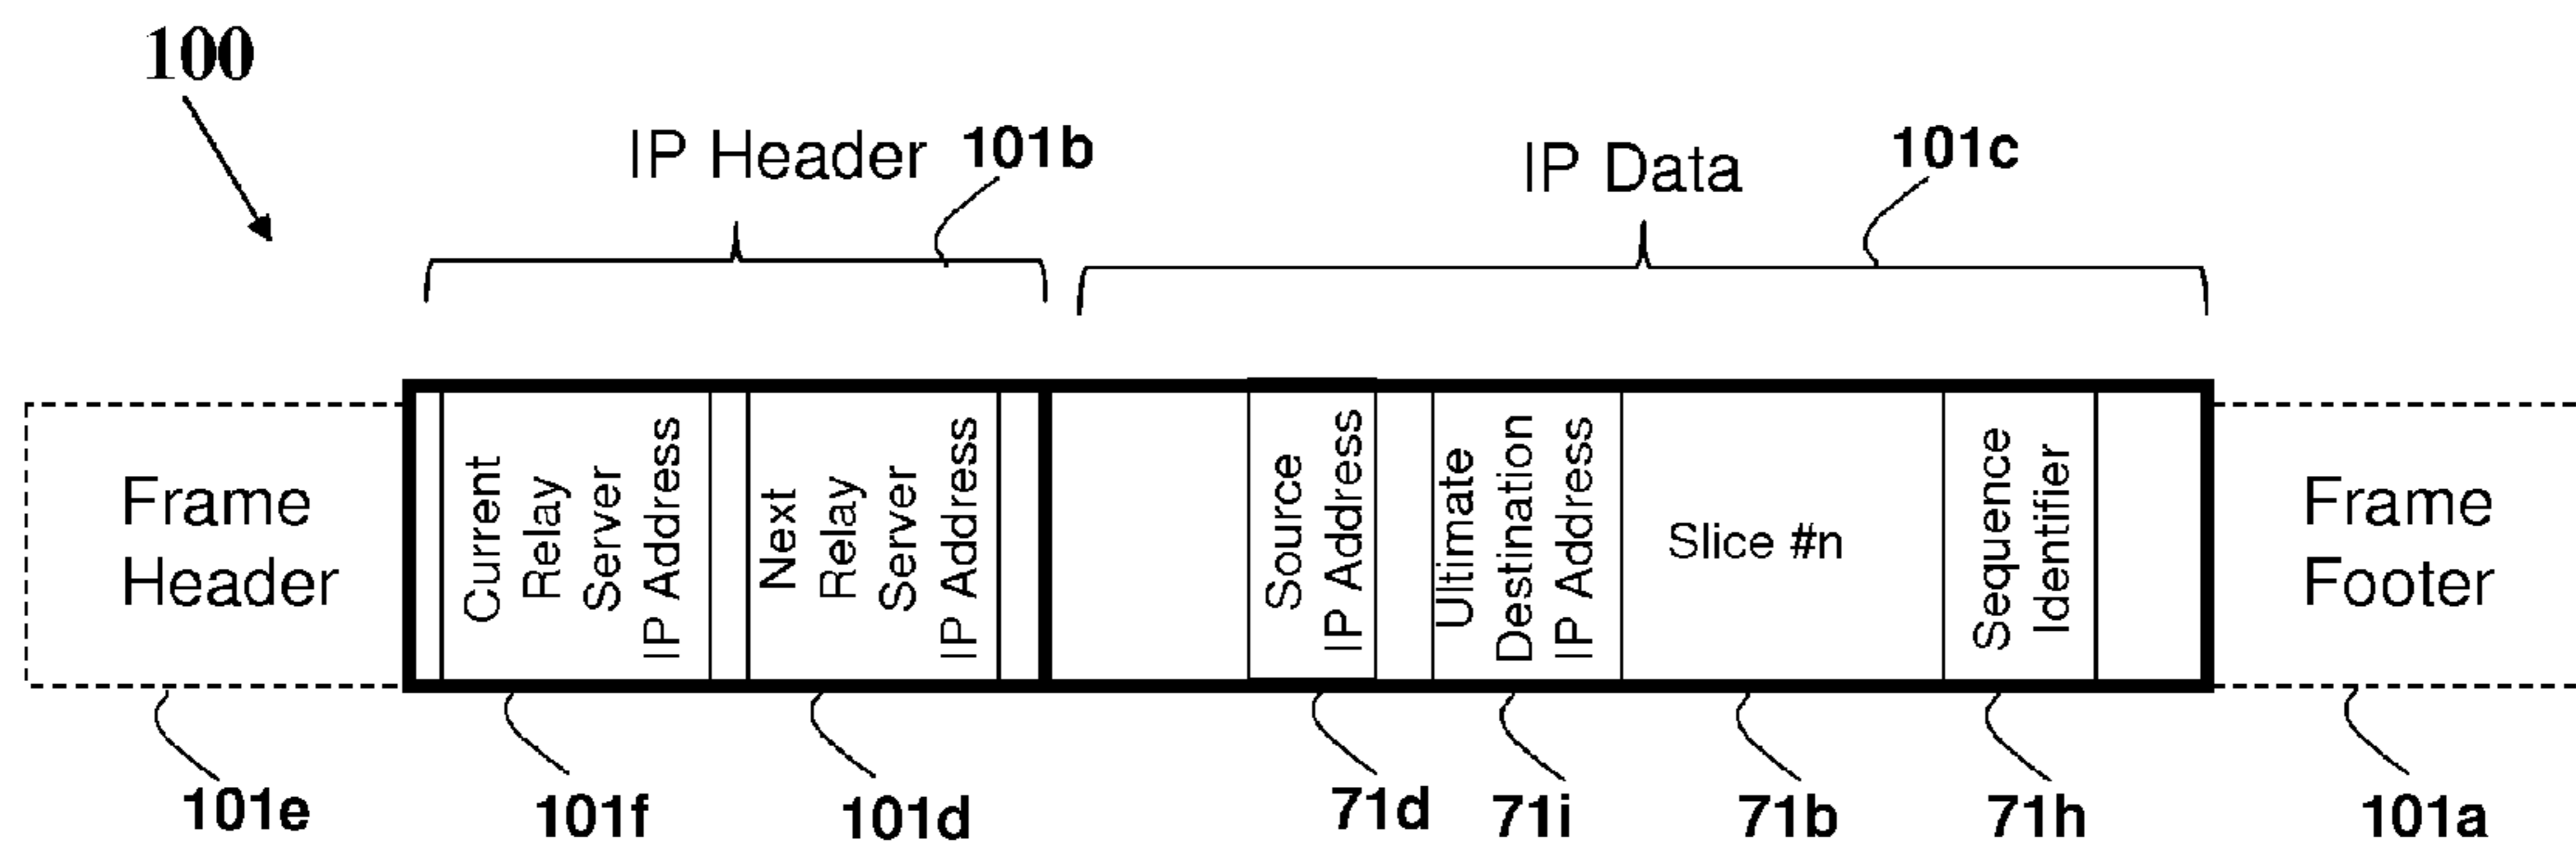 100
IP Header 101b
IP Data 101c
Frame
Header
Current
Relay
Server
IP Address
Next
Relay
Server
IP Address
Source
IP Address
Ultimate
Destination
IP Address
Slice #n
Sequence
Identifier
Frame
Footer
101e
101f
101d
71d
71i
71b
71h
101a